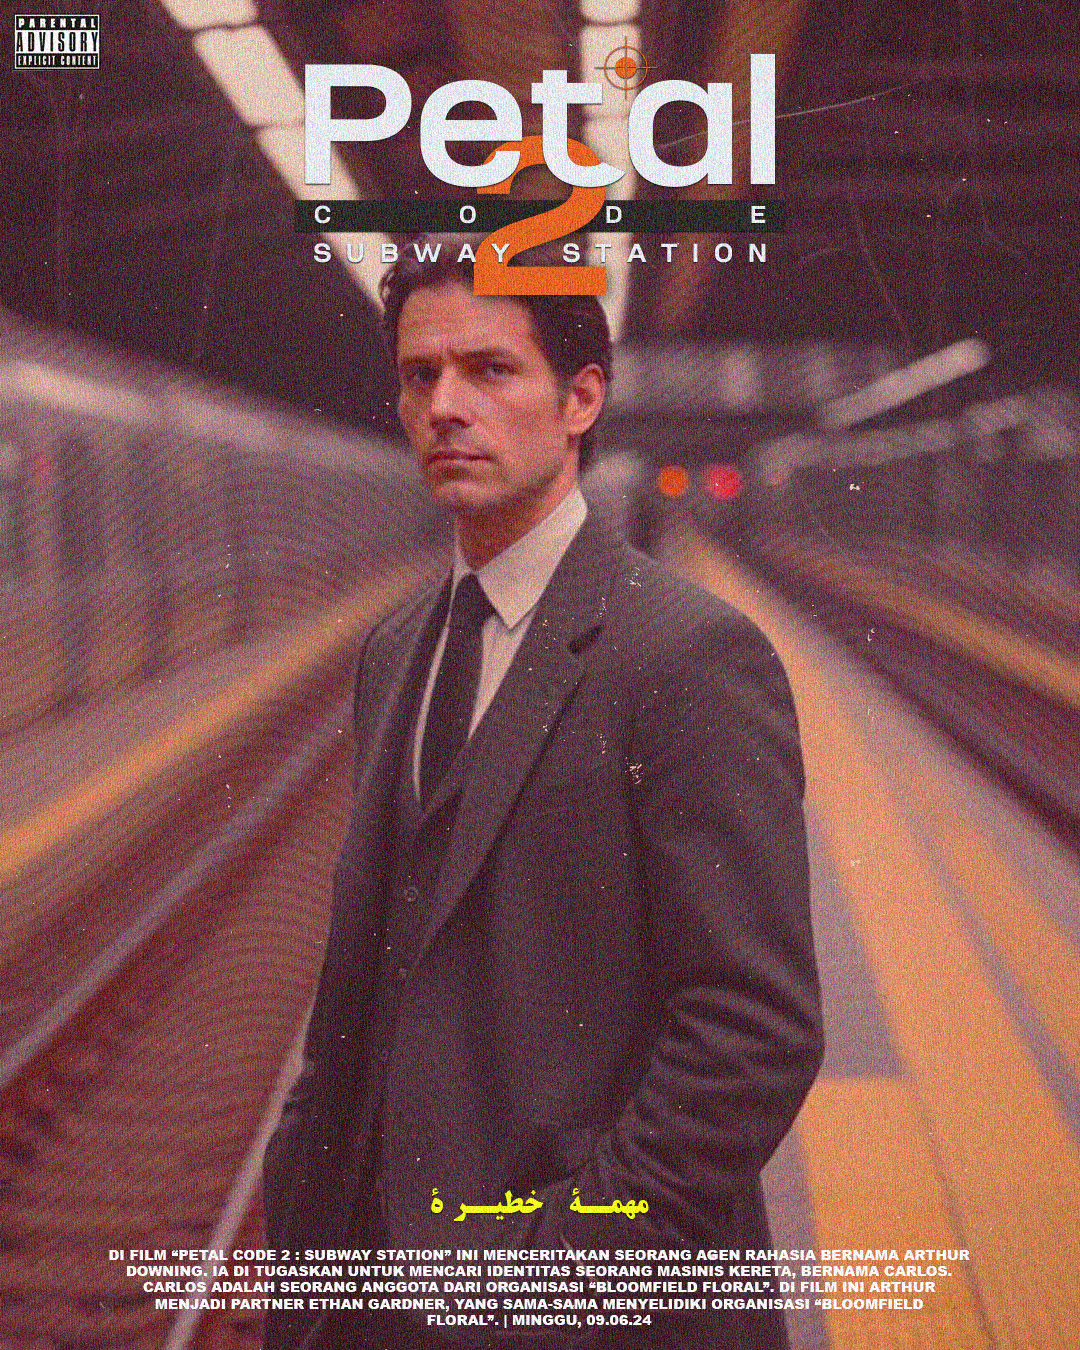 PARENTAL
ADVISORY
EXPLICIT CONTENT
Petal
2
CODE
SUBWAY STATION
مهمة خطيرة
DI FILM “PETAL CODE 2 : SUBWAY STATION” INI MENCERITAKAN SEORANG AGEN RAHASIA BERNAMA ARTHUR
DOWNING. IA DI TUGASKAN UNTUK MENCARI IDENTITAS SEORANG MASINIS KERETA, BERNAMA CARLOS.
CARLOS ADALAH SEORANG ANGGOTA DARI ORGANISASI “BLOOMFIELD FLORAL”. DI FILM INI ARTHUR
MENJADI PARTNER ETHAN GARDNER, YANG SAMA-SAMA MENYELIDIKI ORGANISASI “BLOOMFIELD
FLORAL”. | MINGGU, 09.06.24